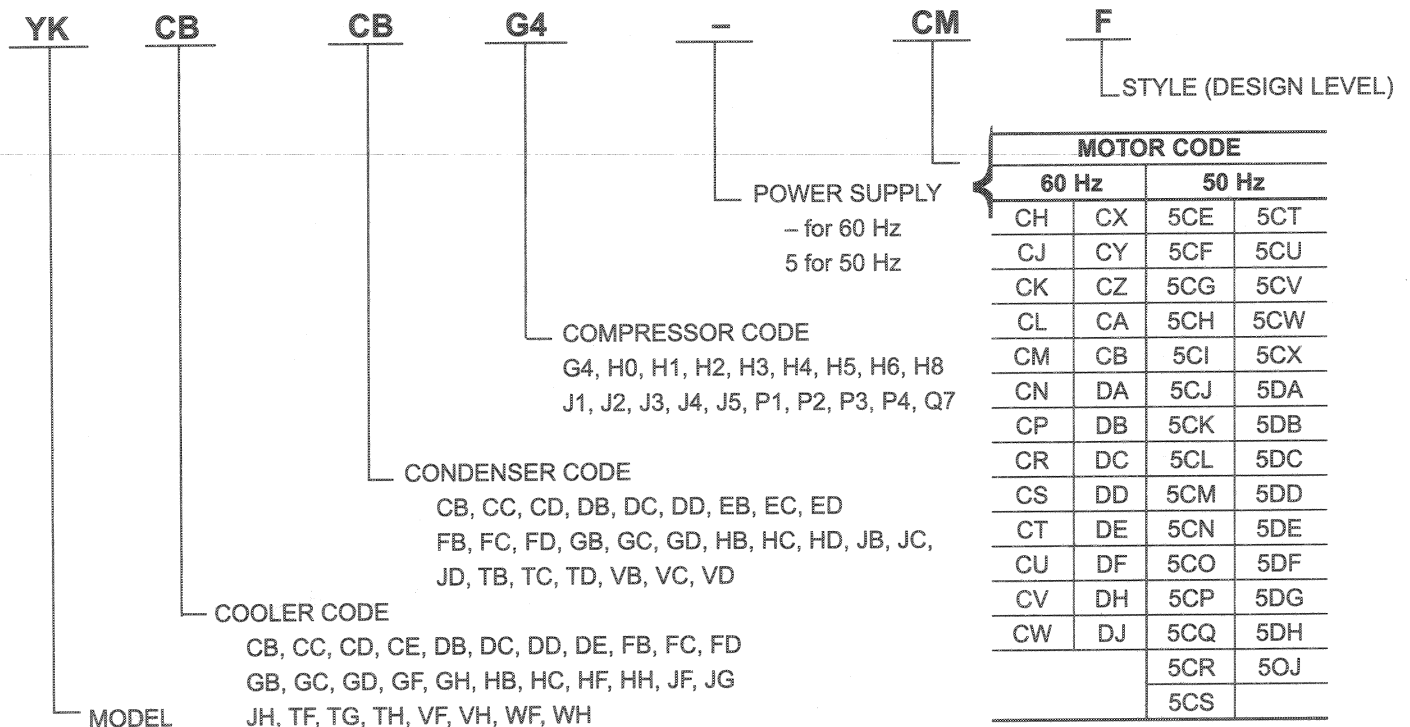 YK CB CB G4 – CM F
STYLE (DESIGN LEVEL)
MOTOR CODE
60 Hz 50 Hz
CH CX 5CE 5CT
CJ CY 5CF 5CU
CK CZ 5CG 5CV
CL CA 5CH 5CW
CM CB 5CI 5CX
CN DA 5CJ 5DA
CP DB 5CK 5DB
CR DC 5CL 5DC
CS DD 5CM 5DD
CT DE 5CN 5DE
CU DF 5CO 5DF
CV DH 5CP 5DG
CW DJ 5CQ 5DH
5CR 5OJ
5CS
POWER SUPPLY
– for 60 Hz
5 for 50 Hz
COMPRESSOR CODE
G4, H0, H1, H2, H3, H4, H5, H6, H8
J1, J2, J3, J4, J5, P1, P2, P3, P4, Q7
CONDENSER CODE
CB, CC, CD, DB, DC, DD, EB, EC, ED
FB, FC, FD, GB, GC, GD, HB, HC, HD, JB, JC,
JD, TB, TC, TD, VB, VC, VD
COOLER CODE
CB, CC, CD, CE, DB, DC, DD, DE, FB, FC, FD
GB, GC, GD, GF, GH, HB, HC, HF, HH, JF, JG
JH, TF, TG, TH, VF, VH, WF, WH
MODEL